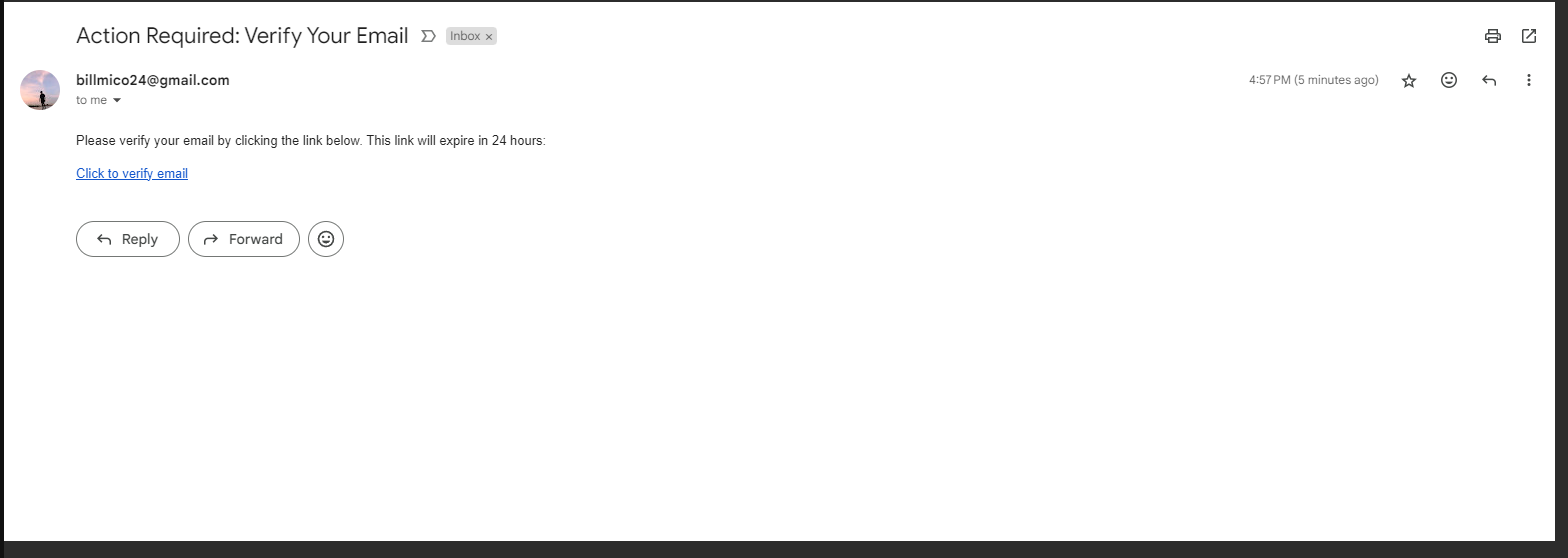 Action Required: Verify Your Email Inbox ×
billmico24@gmail.com 4:57 PM (5 minutes ago)
to me
Please verify your email by clicking the link below. This link will expire in 24 hours:
Click to verify email
Reply Forward